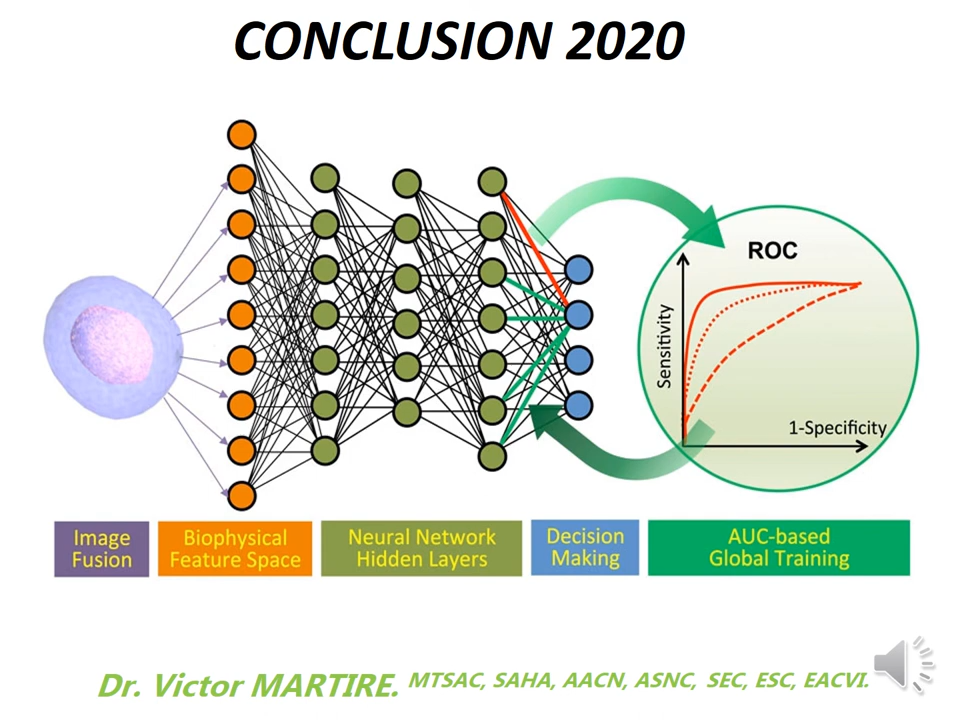 CONCLUSION 2020
ROC
Sensitivity
1-Specificity
Image
Fusion
Biophysical
Feature Space
Neural Network
Hidden Layers
Decision
Making
AUC-based
Global Training
Dr. Victor MARTIRE. MTSAC, SAHA, AACN, ASNC, SEC, ESC, EACVI.